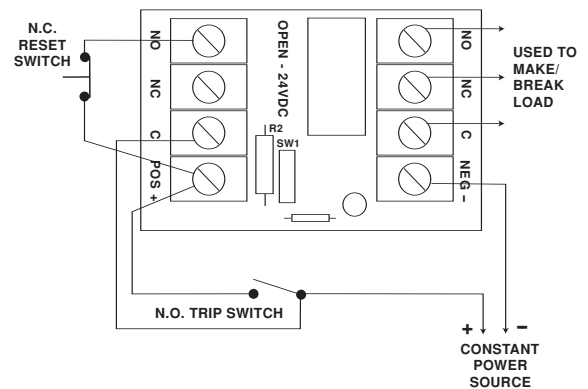 N.C.
RESET
SWITCH
NO
NC
C
POS +
OPEN - 24VDC
R2
SW1
NO
NC
C
NEG -
USED TO
MAKE/
BREAK
LOAD
N.O. TRIP SWITCH
+ -
CONSTANT
POWER
SOURCE